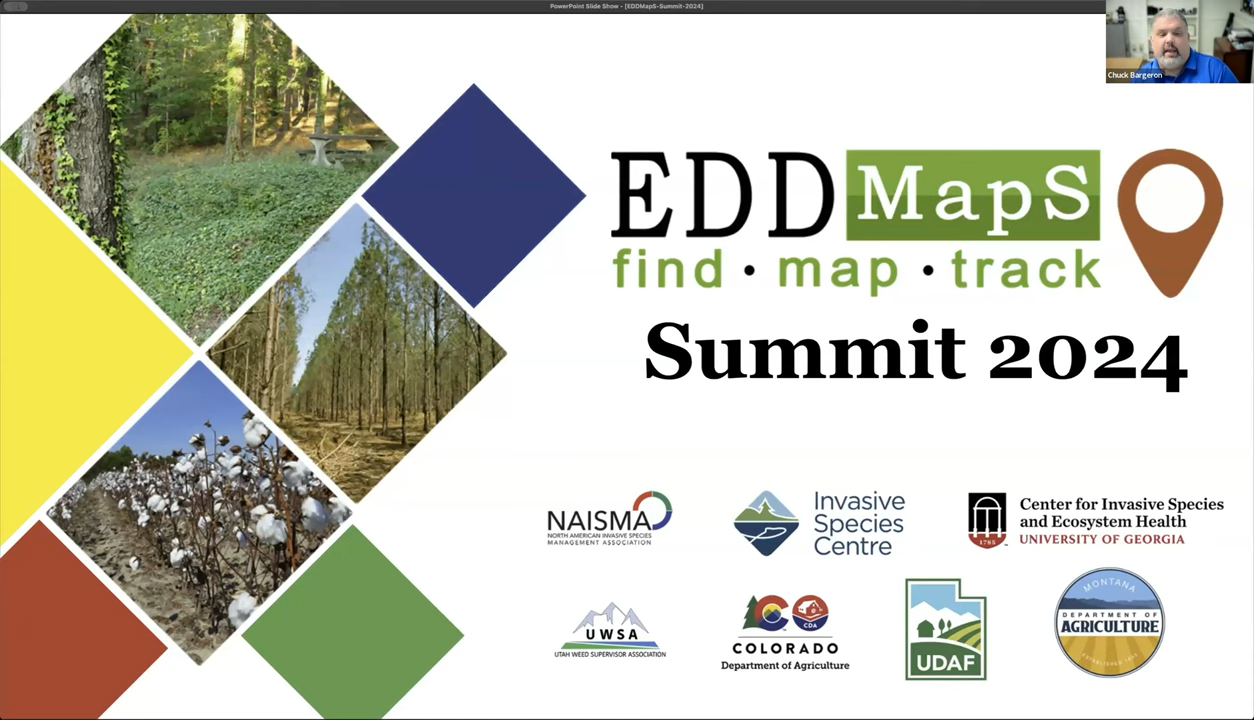 PowerPoint Slide Show - [EDDMapS-Summit-2024]
Chuck Bargeron
EDDMapS
find · map · track
Summit 2024
NAISMA
NORTH AMERICAN INVASIVE SPECIES
MANAGEMENT ASSOCIATION
Invasive
Species
Centre
1785
Center for Invasive Species
and Ecosystem Health
UNIVERSITY OF GEORGIA
UWSA
UTAH WEED SUPERVISOR ASSOCIATION
CDA
COLORADO
Department of Agriculture
UDAF
MONTANA
DEPARTMENT OF
AGRICULTURE